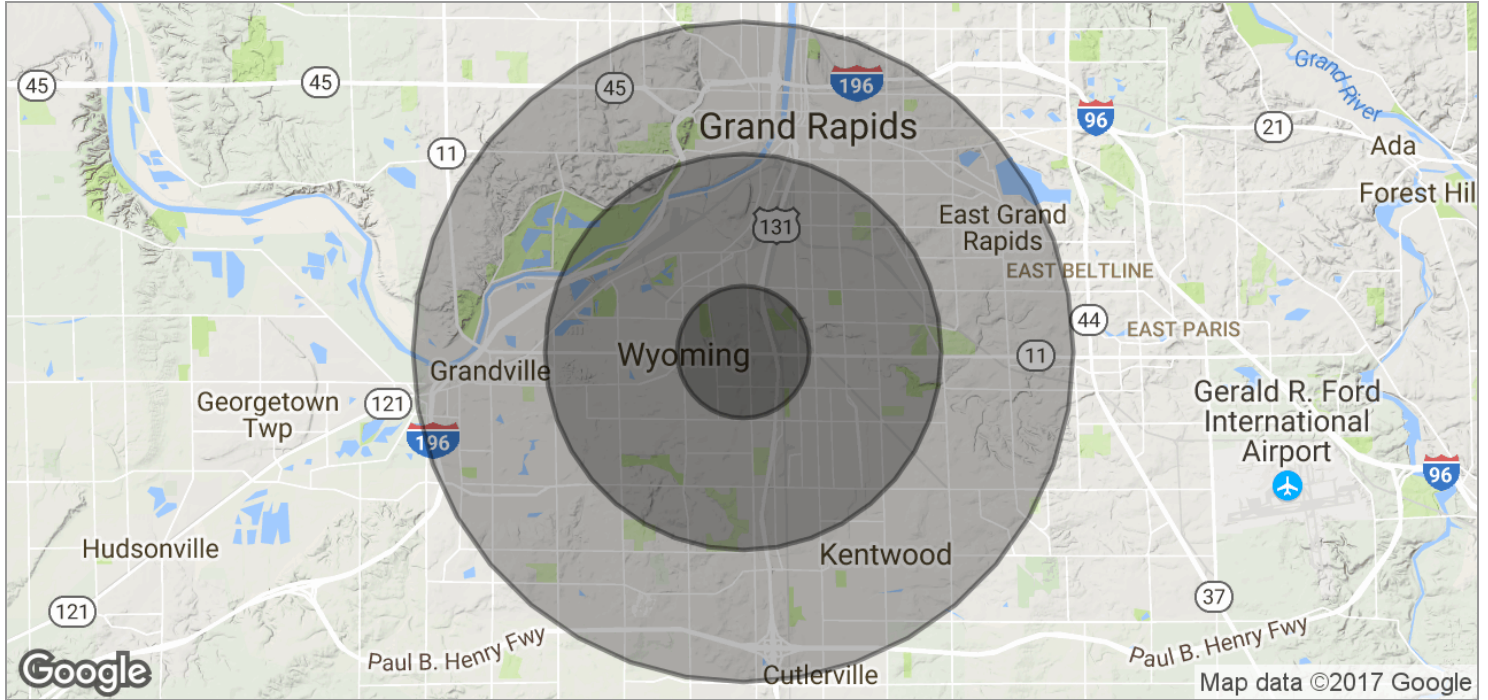 Grand River
45
45
45
196
96
21
Grand Rapids
11
Ada
Forest Hil
East Grand
Rapids
131
EAST BELTLINE
44
EAST PARIS
Wyoming
11
Grandville
Georgetown
Twp
121
196
Gerald R. Ford
International
Airport
96
Hudsonville
Kentwood
121
37
Paul B. Henry Fwy
Paul B. Henry Fwy
Cutlerville
Google
Map data ©2017 Google